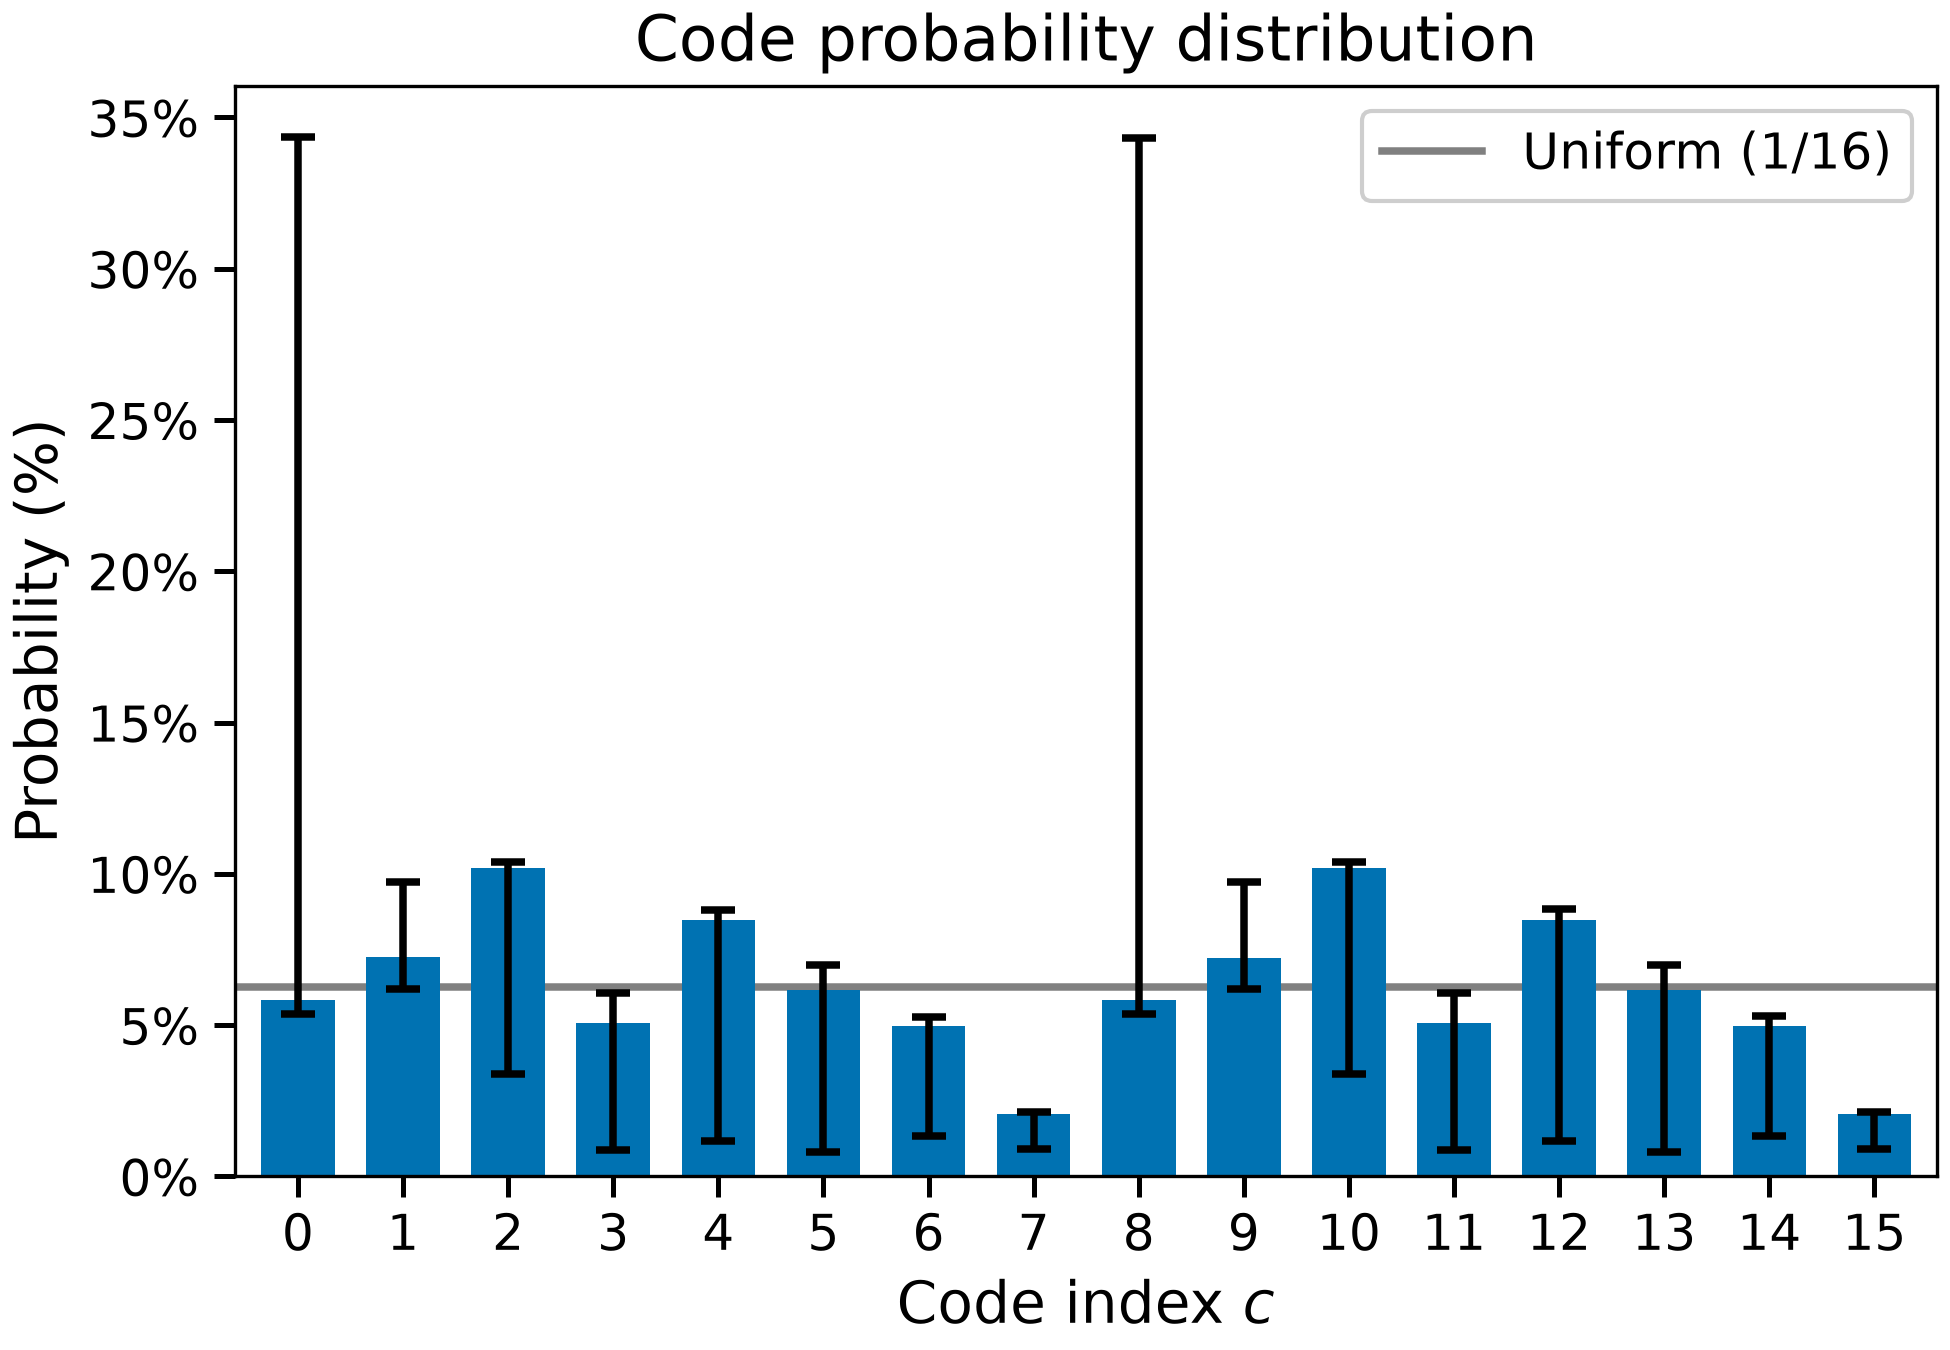 Code probability distribution
Uniform (1/16)
Probability (%)
35%
30%
25%
20%
15%
10%
5%
0%
0 1 2 3 4 5 6 7 8 9 10 11 12 13 14 15
Code index c